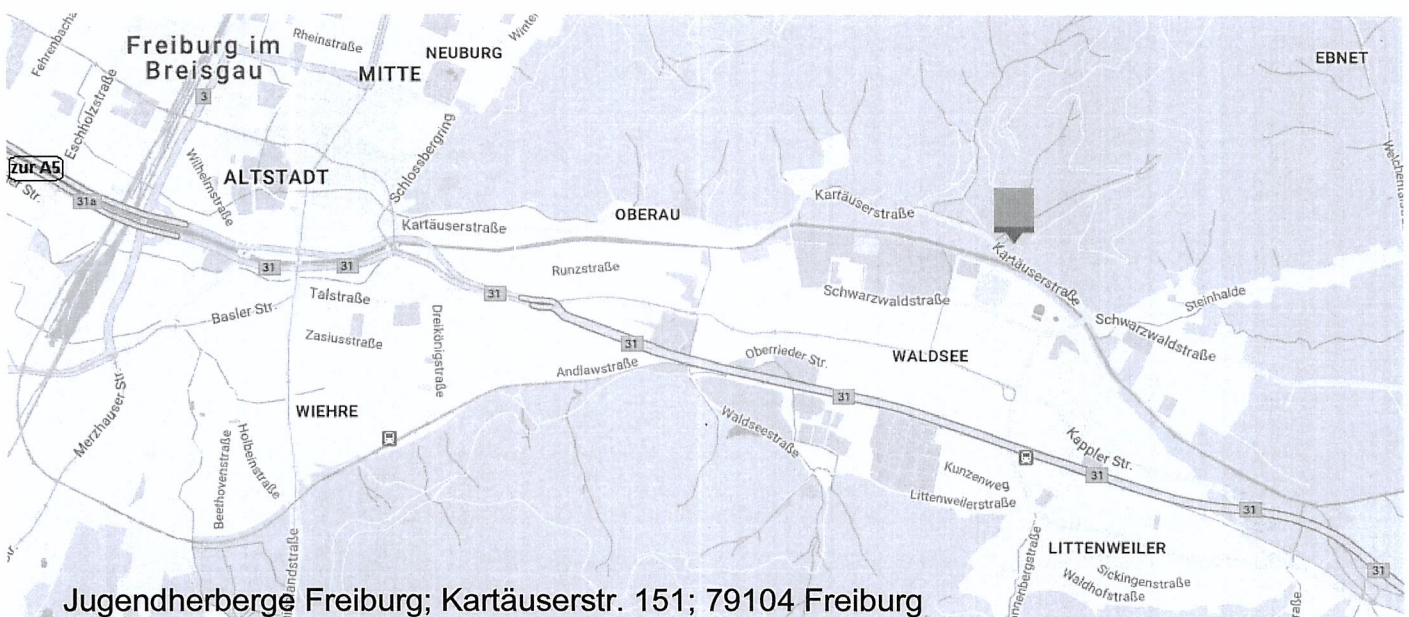 Fehrenbacha
Rheinstraße
Freiburg im
Breisgau
NEUBURG
MITTE
EBNET
3
Eschholzstraße
Schlossbergring
zur A5
Wilhelmstraße
ALTSTADT
31a
Kartäuserstraße
OBERAU
Kartäuserstraße
Kartäuserstraße
31
31
31
Runzstraße
Talstraße
Schwarzwaldstraße
Steinhalde
Basler Str.
Dreikönigstraße
Zasiusstraße
Schwarzwaldstraße
31
Oberrieder Str.
WALDSEE
Andlawstraße
Merzhauser Str.
WIEHRE
31
Waldseestraße
Beethovenstraße
Holbeinstraße
Kappler Str.
Kunzenweg
31
Littenweilerstraße
31
LITTENWEILER
Sickingenstraße
Waldhofstraße
31
Jugendherberge Freiburg; Kartäuserstr. 151; 79104 Freiburg